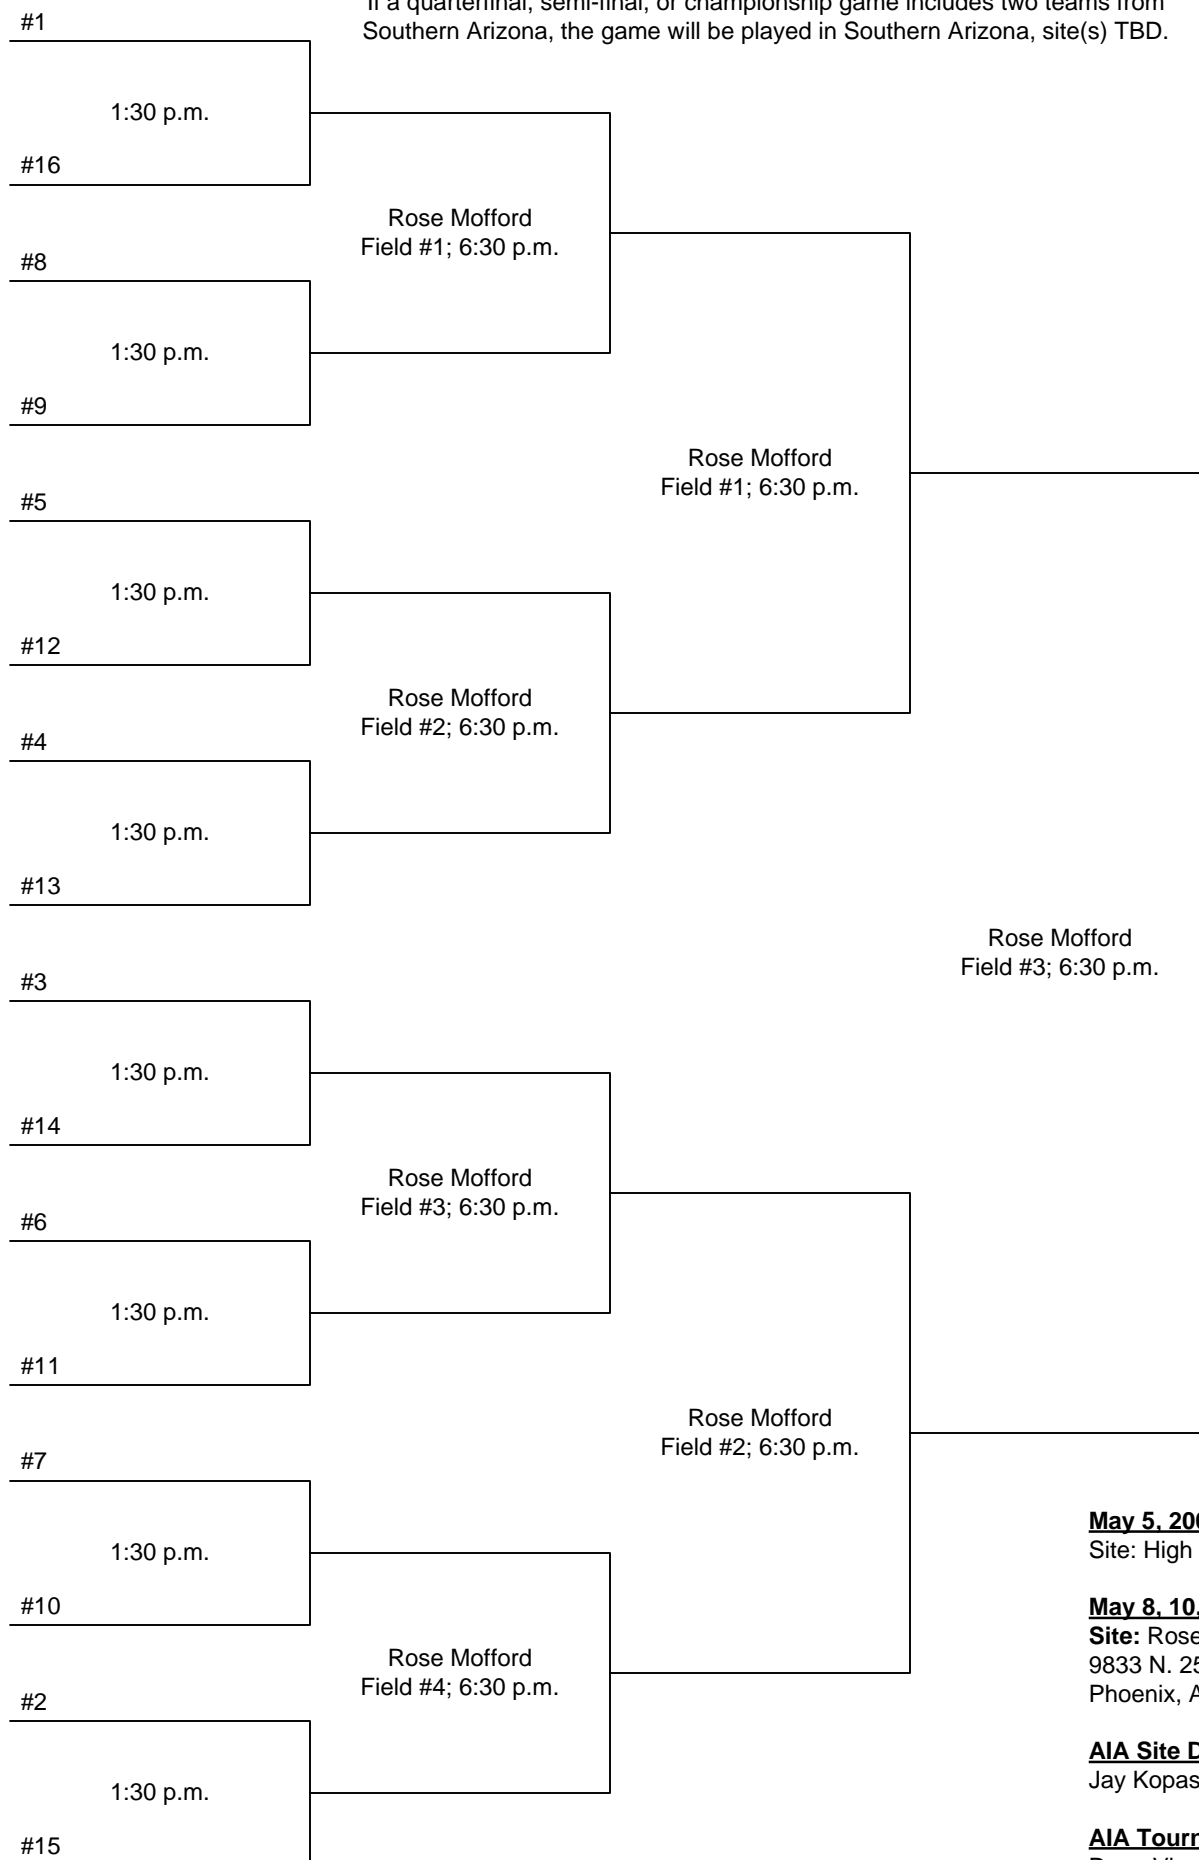 If a quarterfinal, semi-final, or championship game includes two teams from
Southern Arizona, the game will be played in Southern Arizona, site(s) TBD.
#1
1:30 p.m.
#16
Rose Mofford
Field #1; 6:30 p.m.
#8
1:30 p.m.
#9
Rose Mofford
Field #1; 6:30 p.m.
#5
1:30 p.m.
#12
Rose Mofford
Field #2; 6:30 p.m.
#4
1:30 p.m.
#13
Rose Mofford
Field #3; 6:30 p.m.
#3
1:30 p.m.
#14
Rose Mofford
Field #3; 6:30 p.m.
#6
1:30 p.m.
#11
Rose Mofford
Field #2; 6:30 p.m.
#7
1:30 p.m.
#10
Rose Mofford
Field #4; 6:30 p.m.
#2
1:30 p.m.
#15
May 5, 200
Site: High
May 8, 10,
Site: Rose
9833 N. 25
Phoenix, A
AIA Site D
Jay Kopas
AIA Tourn